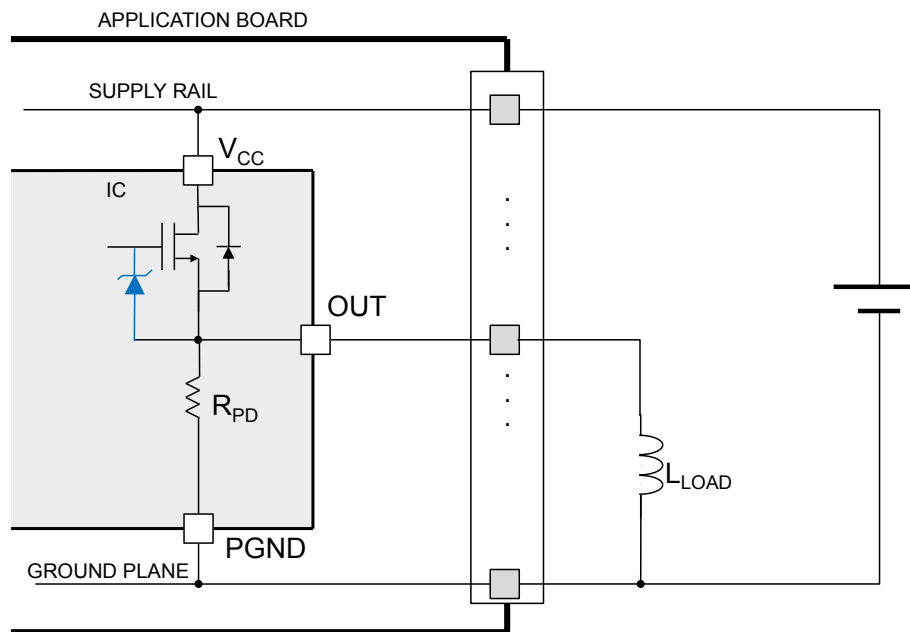 APPLICATION BOARD
SUPPLY RAIL
VCC
IC
OUT
RPD
LLOAD
PGND
GROUND PLANE